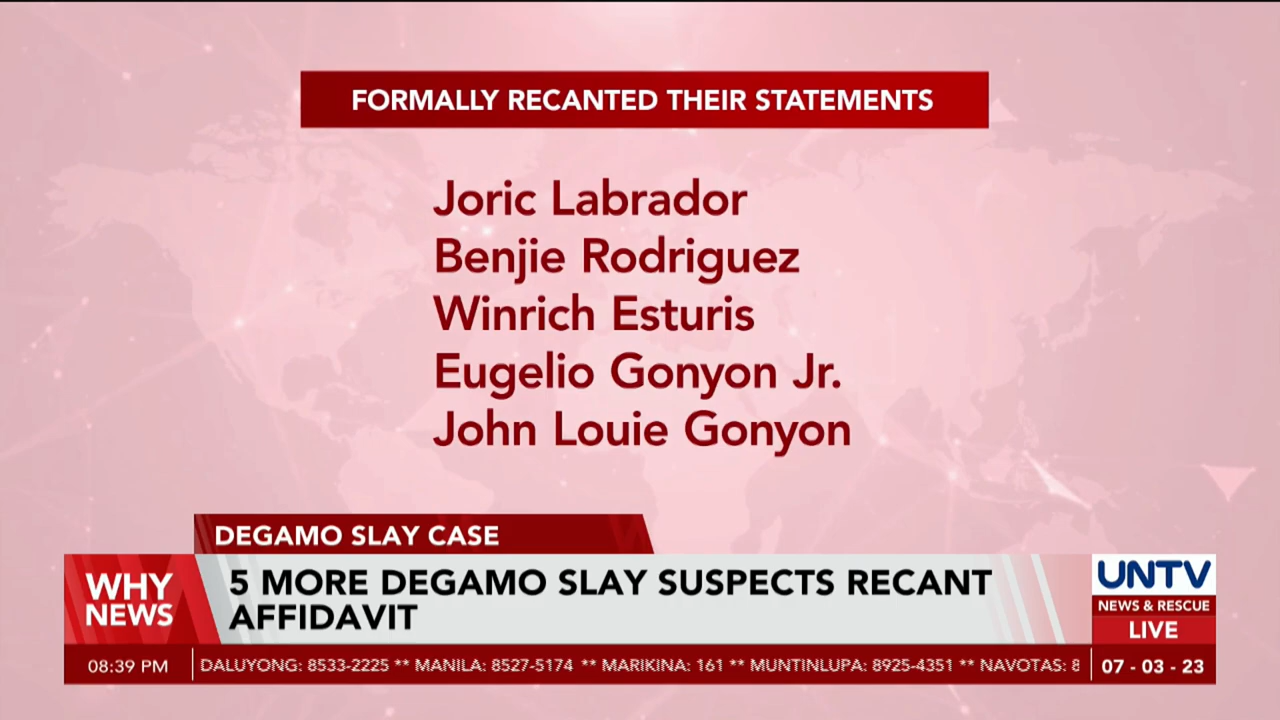 FORMALLY RECANTED THEIR STATEMENTS
Joric Labrador
Benjie Rodriguez
Winrich Esturis
Eugelio Gonyon Jr.
John Louie Gonyon
DEGAMO SLAY CASE
WHY
NEWS
5 MORE DEGAMO SLAY SUSPECTS RECANT
AFFIDAVIT
UNTV
NEWS & RESCUE
LIVE
08:39 PM
DALUYONG: 8533-2225 ** MANILA: 8527-5174 ** MARIKINA: 161 ** MUNTINLUPA: 8925-4351 ** NAVOTAS: 8
07 - 03 - 23